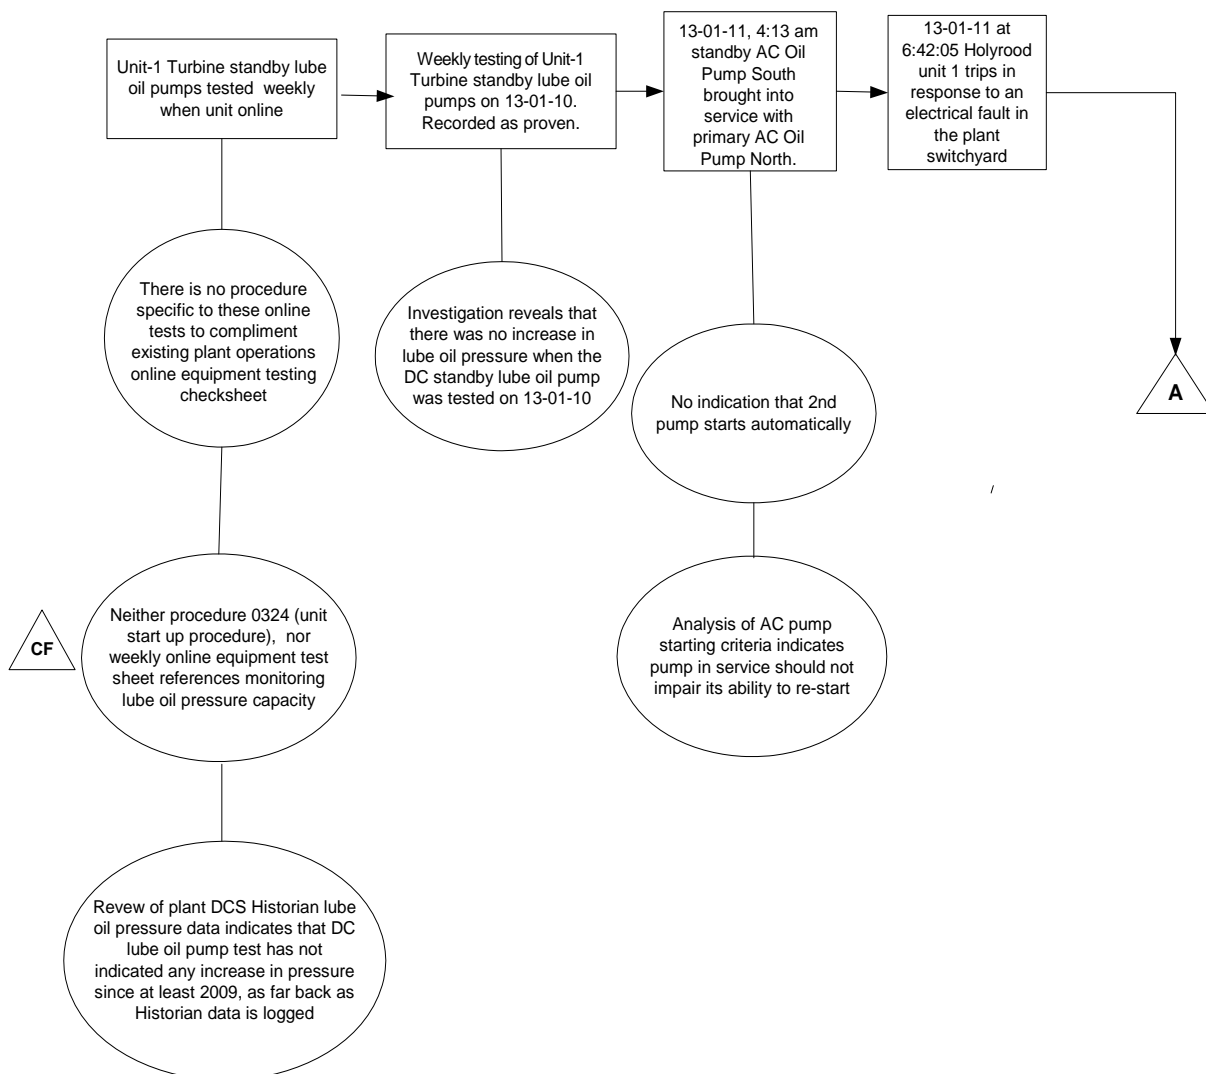 Unit-1 Turbine standby lube
oil pumps tested weekly
when unit online
Weekly testing of Unit-1
Turbine standby lube oil
pumps on 13-01-10.
Recorded as proven.
13-01-11, 4:13 am
standby AC Oil
Pump South
brought into
service with
primary AC Oil
Pump North.
13-01-11 at
6:42:05 Holyrood
unit 1 trips in
response to an
electrical fault in
the plant
switchyard
There is no procedure
specific to these online
tests to compliment
existing plant operations
online equipment testing
checksheet
Investigation reveals that
there was no increase in
lube oil pressure when the
DC standby lube oil pump
was tested on 13-01-10
No indication that 2nd
pump starts automatically
A
/
CF
Neither procedure 0324 (unit
start up procedure), nor
weekly online equipment test
sheet references monitoring
lube oil pressure capacity
Analysis of AC pump
starting criteria indicates
pump in service should not
impair its ability to re-start
Revew of plant DCS Historian lube
oil pressure data indicates that DC
lube oil pump test has not
indicated any increase in pressure
since at least 2009, as far back as
Historian data is logged